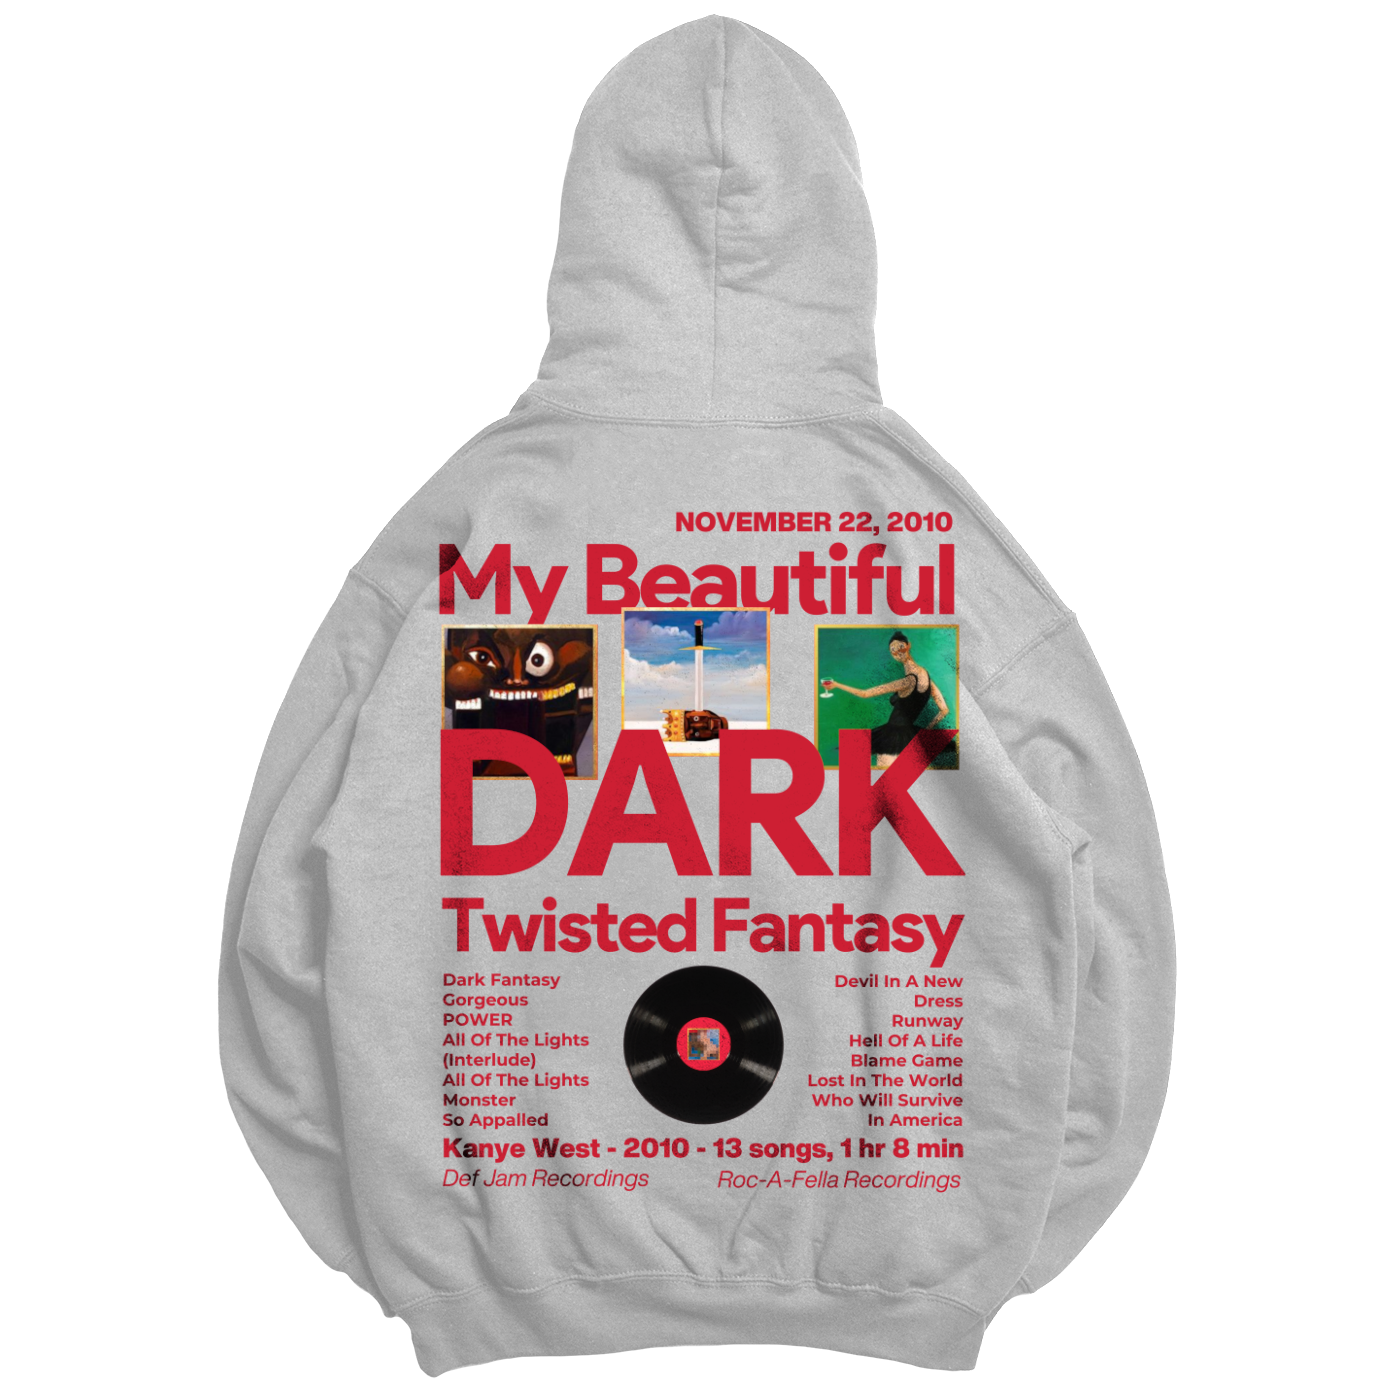 NOVEMBER 22, 2010
My Beautiful
DARK
Twisted Fantasy
Dark Fantasy
Gorgeous
POWER
All Of The Lights
(Interlude)
All Of The Lights
Monster
So Appalled
Devil In A New
Dress
Runway
Hell Of A Life
Blame Game
Lost In The World
Who Will Survive
In America
Kanye West - 2010 - 13 songs, 1 hr 8 min
Def Jam Recordings
Roc-A-Fella Recordings